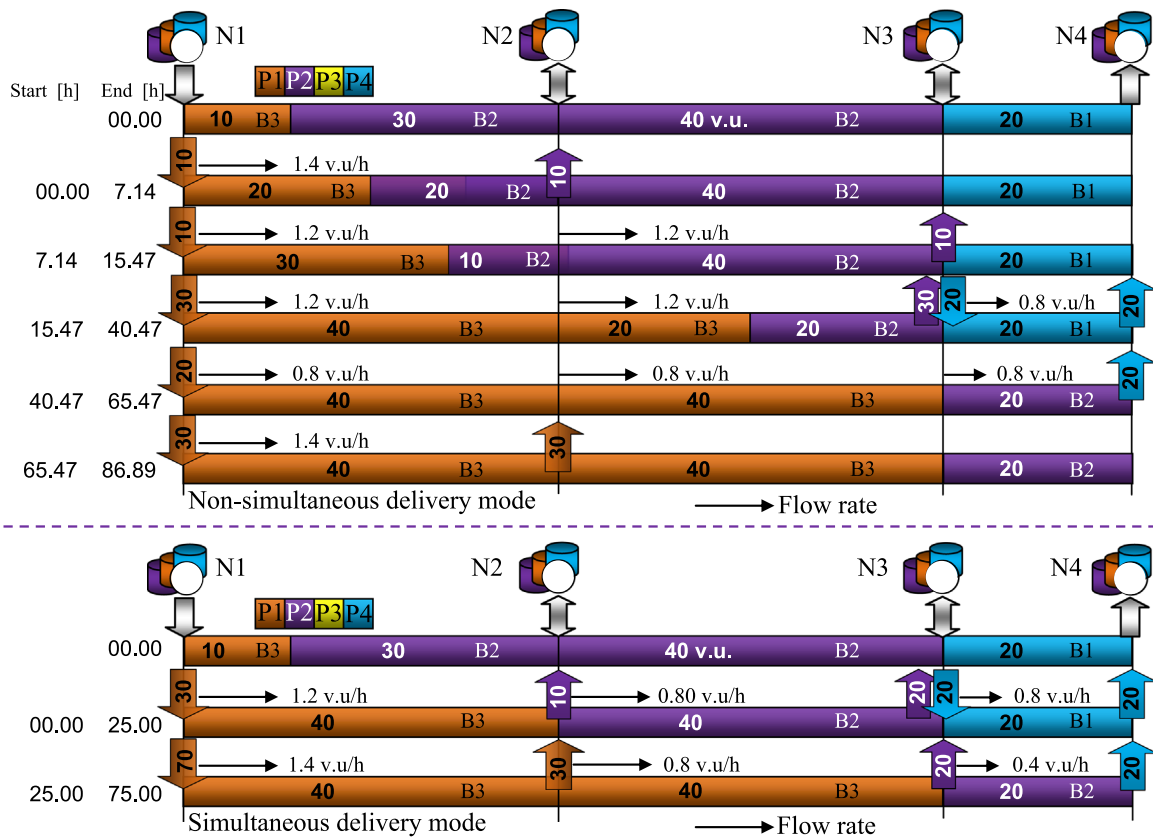 N1 N2 N3 N4
P1 P2 P3 P4
Start [h] End [h]
00.00 10 B3 30 B2 40 v.u. B2 20 B1
10 1.4 v.u/h 10
00.00 7.14 20 B3 20 B2 40 B2 20 B1
10 1.2 v.u/h 1.2 v.u/h 10
7.14 15.47 30 B3 10 B2 40 B2 20 B1
30 1.2 v.u/h 1.2 v.u/h 30 20 0.8 v.u/h 20
15.47 40.47 40 B3 20 B3 20 B2 20 B1
20 0.8 v.u/h 0.8 v.u/h 0.8 v.u/h 20
40.47 65.47 40 B3 40 B3 20 B2
30 1.4 v.u/h 30
65.47 86.89 40 B3 40 B3 20 B2
Non-simultaneous delivery mode Flow rate
N1 N2 N3 N4
P1 P2 P3 P4
00.00 10 B3 30 B2 40 v.u. B2 20 B1
30 1.2 v.u/h 10 0.80 v.u/h 20 20 0.8 v.u/h 20
00.00 25.00 40 B3 40 B2 20 B1
70 1.4 v.u/h 30 0.8 v.u/h 20 0.4 v.u/h 20
25.00 75.00 40 B3 40 B3 20 B2
Simultaneous delivery mode Flow rate